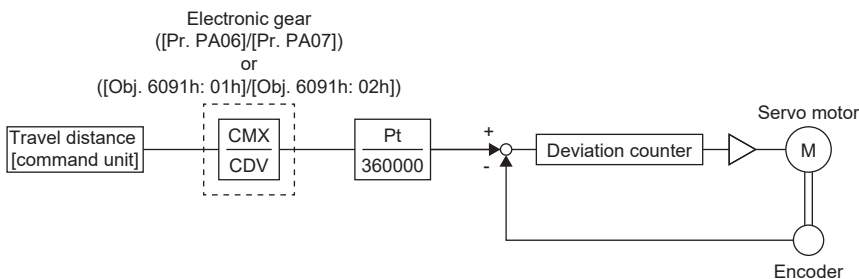 Electronic gear
([Pr. PA06]/[Pr. PA07])
or
([Obj. 6091h: 01h]/[Obj. 6091h: 02h])
Travel distance
[command unit]
CMX
CDV
Pt
360000
+
-
Deviation counter
Servo motor
M
Encoder